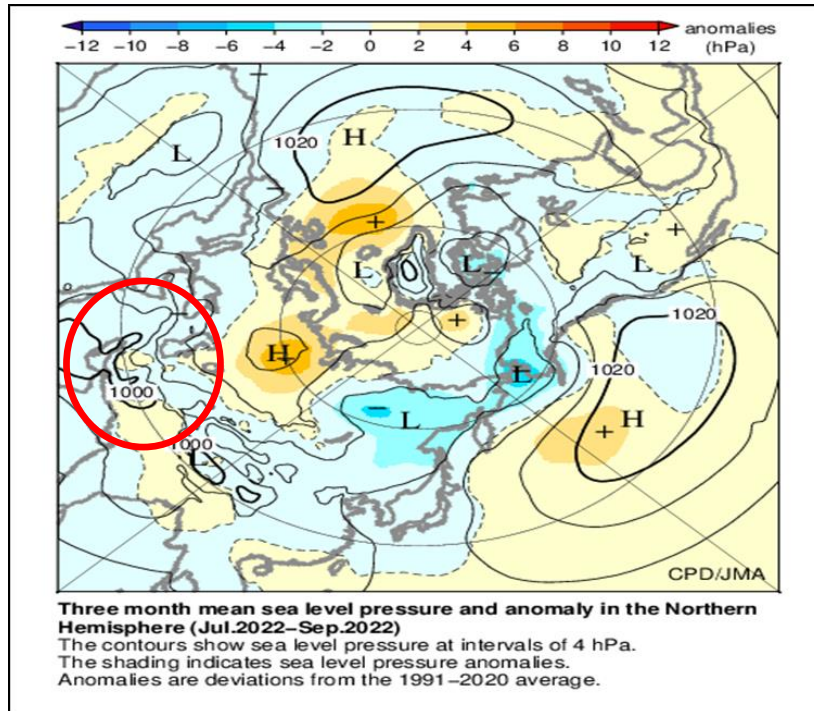 anomalies
−12 −10 −8 −6 −4 −2 0 2 4 6 8 10 12 (hPa)
H
1020
L
+
L
L
+
L
+
1020
H
1000
1020
L
L
H
+
1000
L
CPD/JMA
Three month mean sea level pressure and anomaly in the Northern
Hemisphere (Jul.2022−Sep.2022)
The contours show sea level pressure at intervals of 4 hPa.
The shading indicates sea level pressure anomalies.
Anomalies are deviations from the 1991−2020 average.